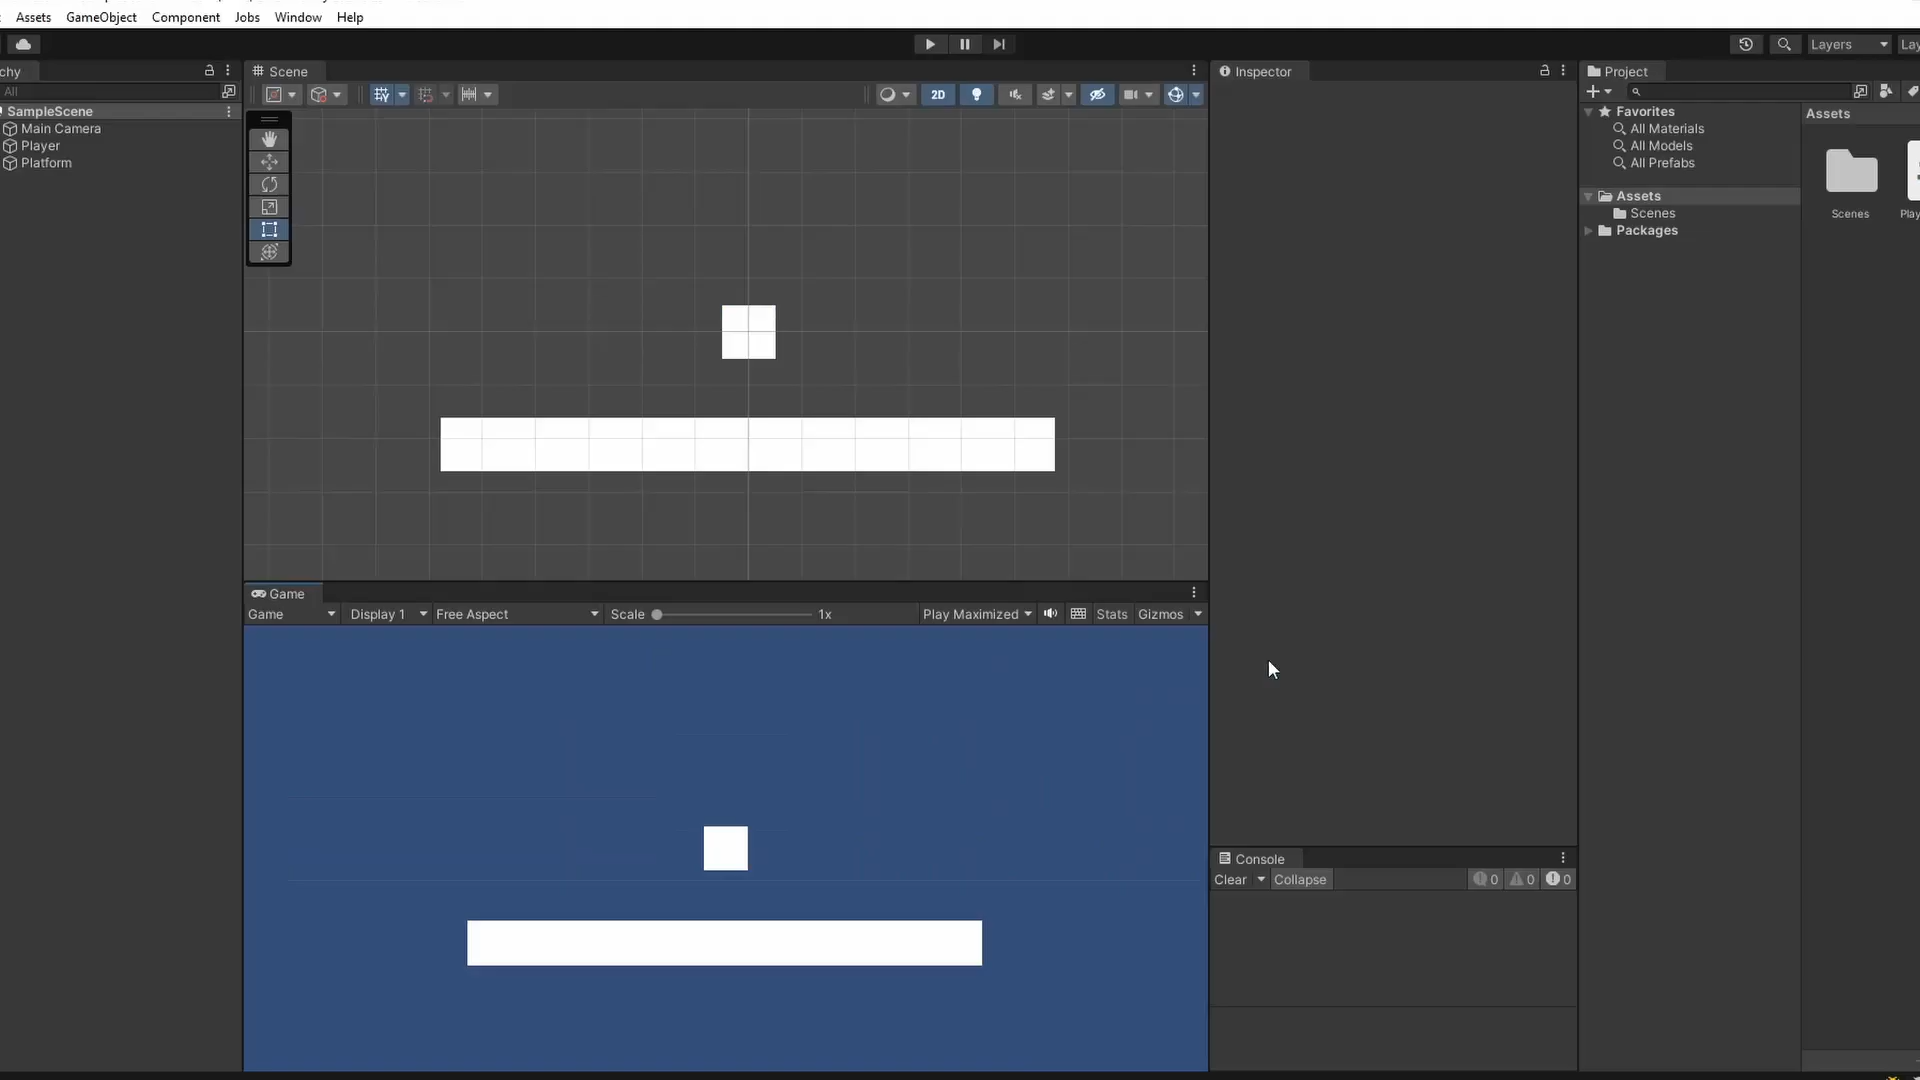 Assets GameObject Component Jobs Window Help
Layers Lay
chy
Scene
Inspector
Project
All
2D
SampleScene
Main Camera
Player
Platform
Favorites
All Materials
All Models
All Prefabs
Assets
Scenes
Packages
Assets
Scenes
Play
Game
Game Display 1 Free Aspect Scale 1x Play Maximized Stats Gizmos
Console
Clear Collapse 0 0 0